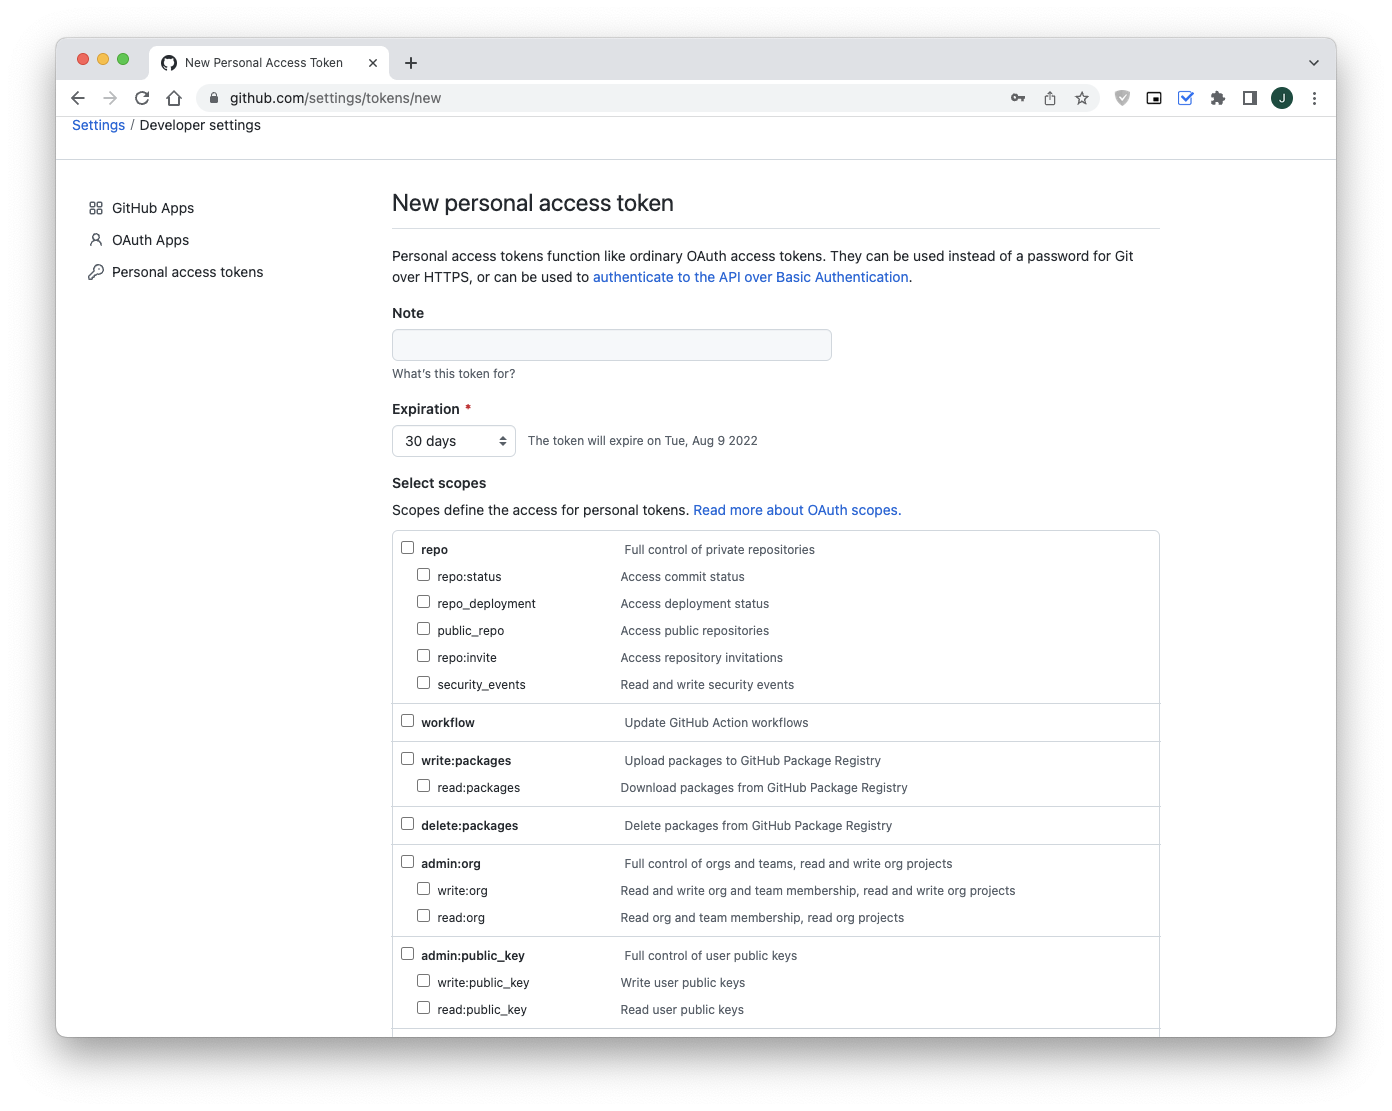 New Personal Access Token
github.com/settings/tokens/new
J
Settings / Developer settings
GitHub Apps
OAuth Apps
Personal access tokens
New personal access token
Personal access tokens function like ordinary OAuth access tokens. They can be used instead of a password for Git
over HTTPS, or can be used to authenticate to the API over Basic Authentication.
Note
What's this token for?
Expiration *
30 days The token will expire on Tue, Aug 9 2022
Select scopes
Scopes define the access for personal tokens. Read more about OAuth scopes.
repo Full control of private repositories
repo:status Access commit status
repo_deployment Access deployment status
public_repo Access public repositories
repo:invite Access repository invitations
security_events Read and write security events
workflow Update GitHub Action workflows
write:packages Upload packages to GitHub Package Registry
read:packages Download packages from GitHub Package Registry
delete:packages Delete packages from GitHub Package Registry
admin:org Full control of orgs and teams, read and write org projects
write:org Read and write org and team membership, read and write org projects
read:org Read org and team membership, read org projects
admin:public_key Full control of user public keys
write:public_key Write user public keys
read:public_key Read user public keys